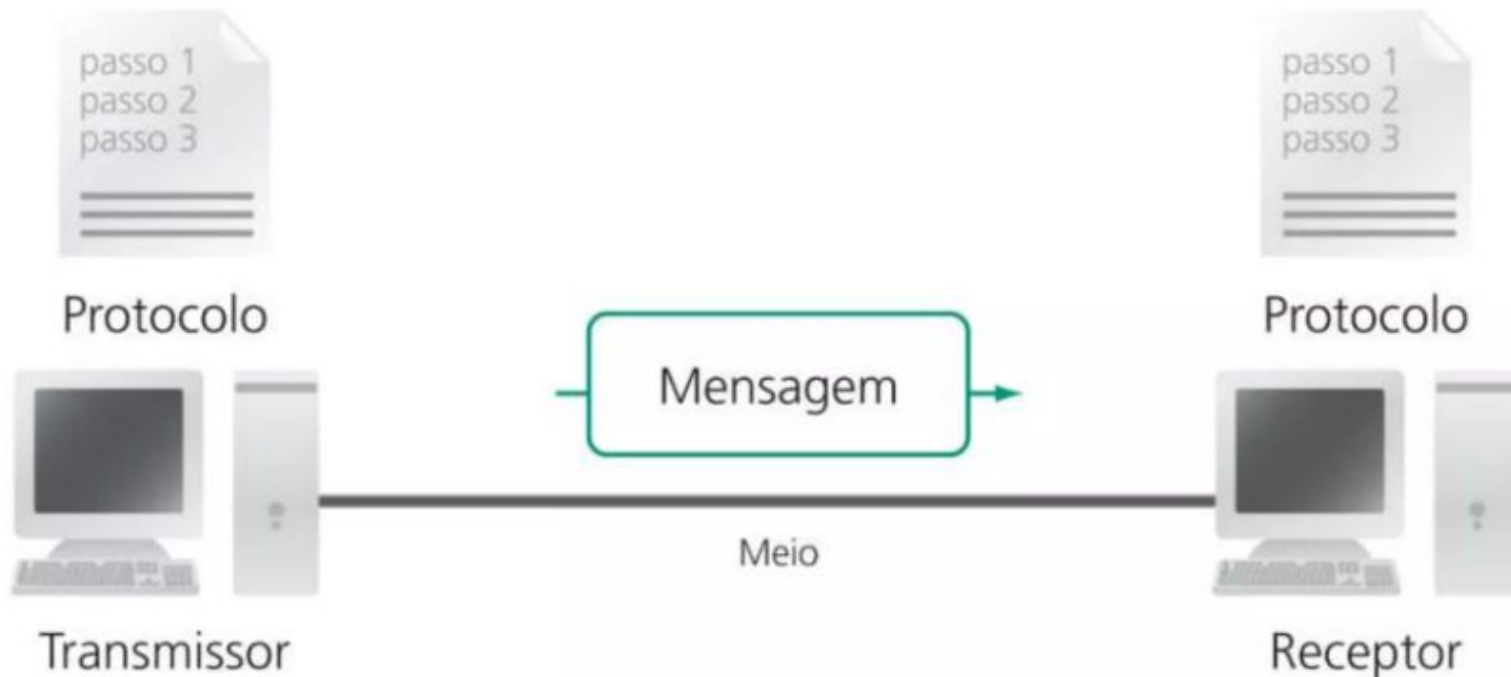 passo 1
passo 2
passo 3
Protocolo
passo 1
passo 2
passo 3
Protocolo
Mensagem
Meio
Transmissor
Receptor